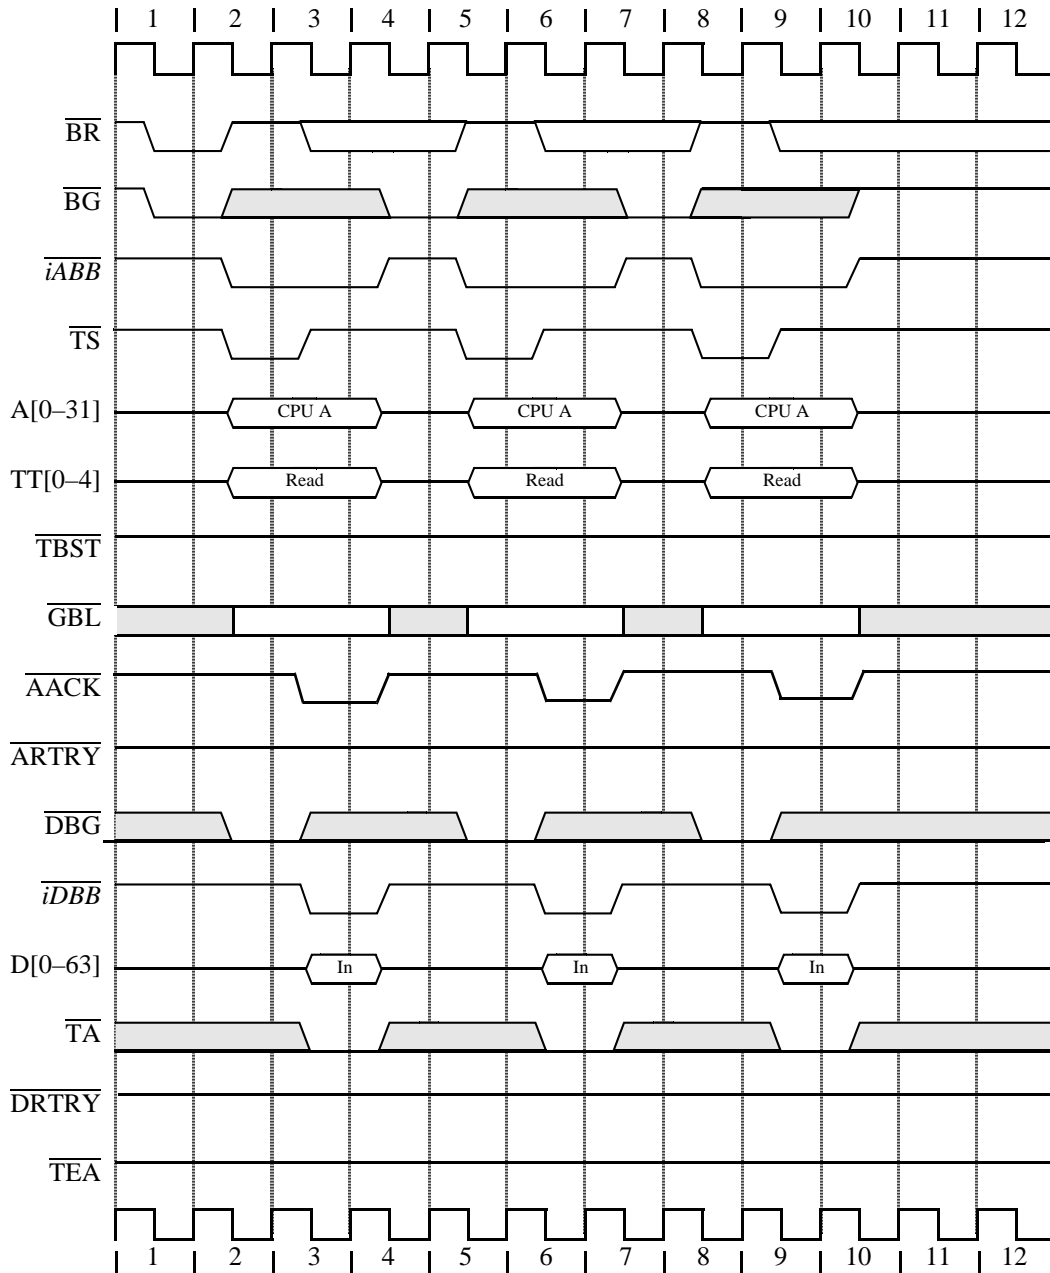 1 2 3 4 5 6 7 8 9 10 11 12
BR
BG
iABB
TS
A[0–31] CPU A CPU A CPU A
TT[0–4] Read Read Read
TBST
GBL
AACK
ARTRY
DBG
iDBB
D[0–63] In In In
TA
DRTRY
TEA
1 2 3 4 5 6 7 8 9 10 11 12